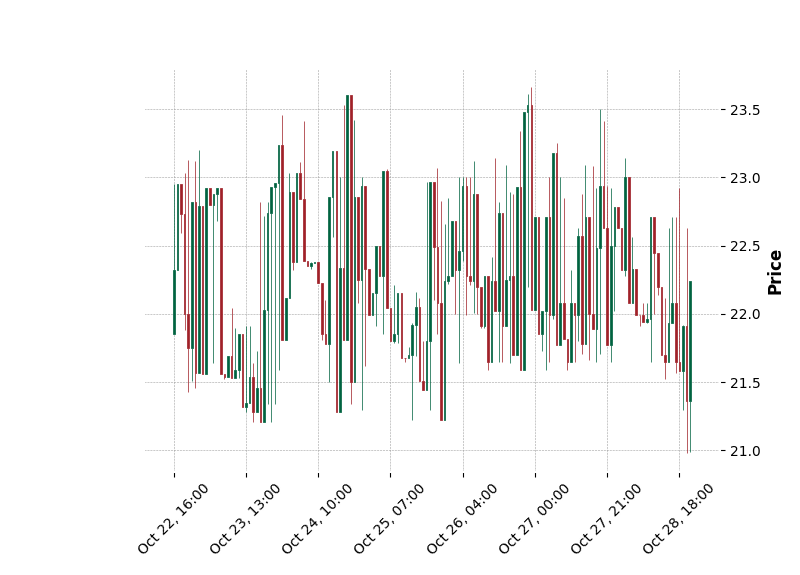 23.5
23.0
22.5
22.0
21.5
21.0
Price
Oct 22, 16:00
Oct 23, 13:00
Oct 24, 10:00
Oct 25, 07:00
Oct 26, 04:00
Oct 27, 00:00
Oct 27, 21:00
Oct 28, 18:00